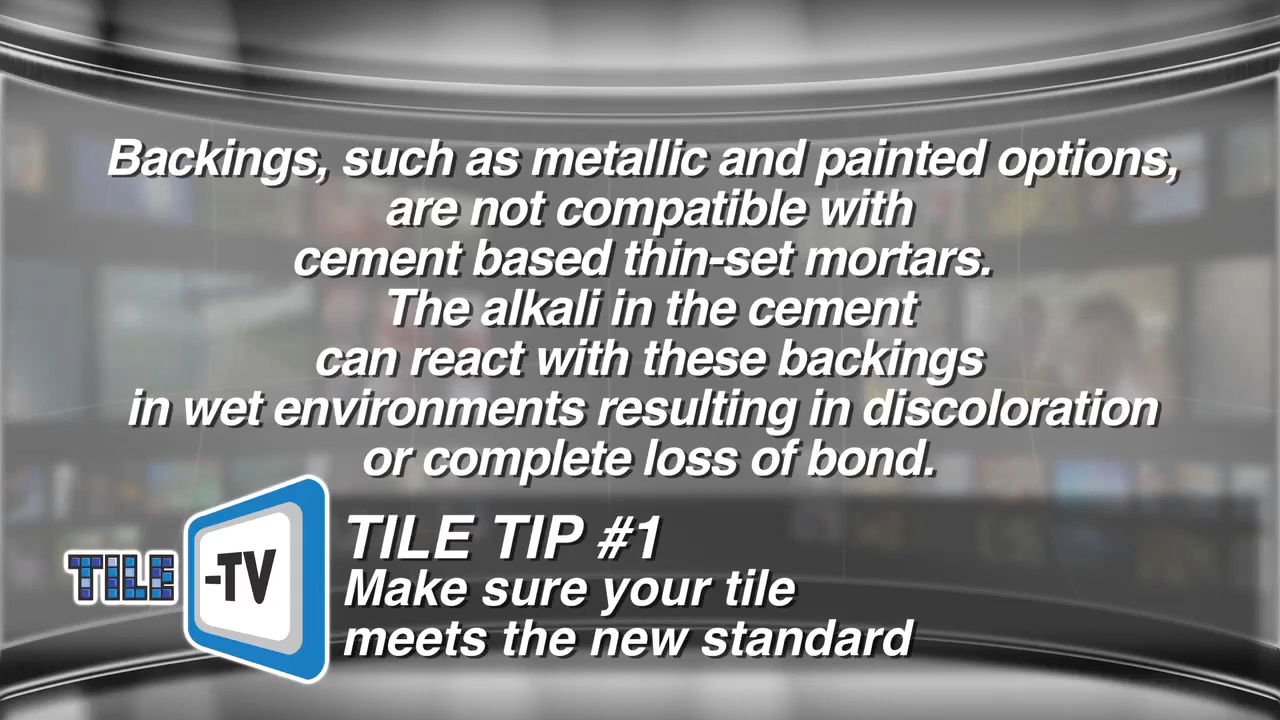 Backings, such as metallic and painted options,
are not compatible with
cement based thin-set mortars.
The alkali in the cement
can react with these backings
in wet environments resulting in discoloration
or complete loss of bond.
TILE -TV
TILE TIP #1
Make sure your tile
meets the new standard